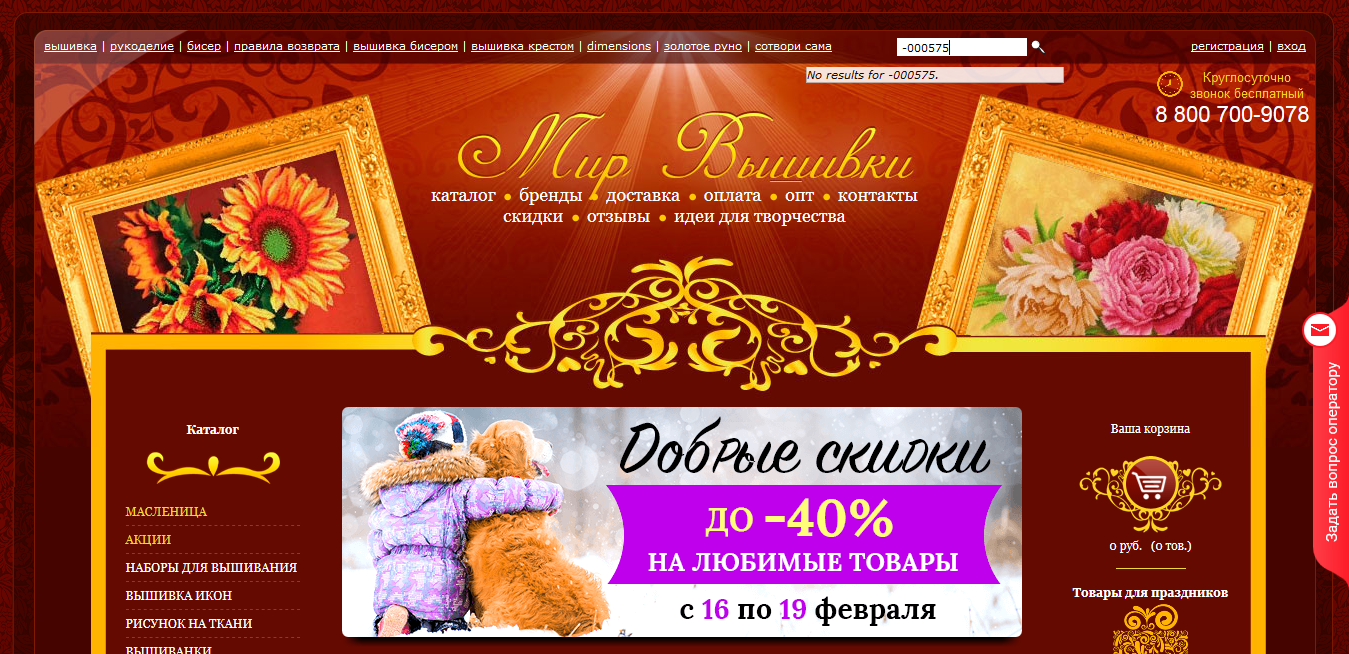 вышивка | рукоделие | бисер | правила возврата | вышивка бисером | вышивка крестом | dimensions | золотое руно | сотвори сама
-000575
регистрация | вход
No results for -000575.
Круглосуточно
звонок бесплатный
8 800 700-9078
Мир Вышивки
каталог • бренды • доставка • оплата • опт • контакты
скидки • отзывы • идеи для творчества
Задать вопрос оператору
Каталог
МАСЛЕНИЦА
АКЦИИ
НАБОРЫ ДЛЯ ВЫШИВАНИЯ
ВЫШИВКА ИКОН
РИСУНОК НА ТКАНИ
ВЫШИВАНКИ
Добрые скидки
ДО -40%
НА ЛЮБИМЫЕ ТОВАРЫ
с 16 по 19 февраля
Ваша корзина
0 руб. (0 тов.)
Товары для праздников